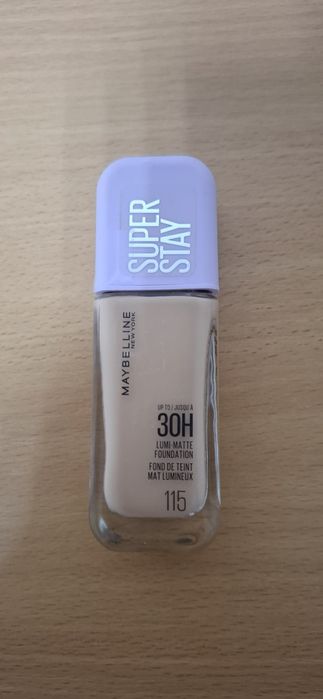 SUPER
STAY
MAYBELLINE
NEW YORK
UP TO / JUSQU'À
30H
LUMI-MATTE
FOUNDATION
FOND DE TEINT
MAT LUMINEUX
115